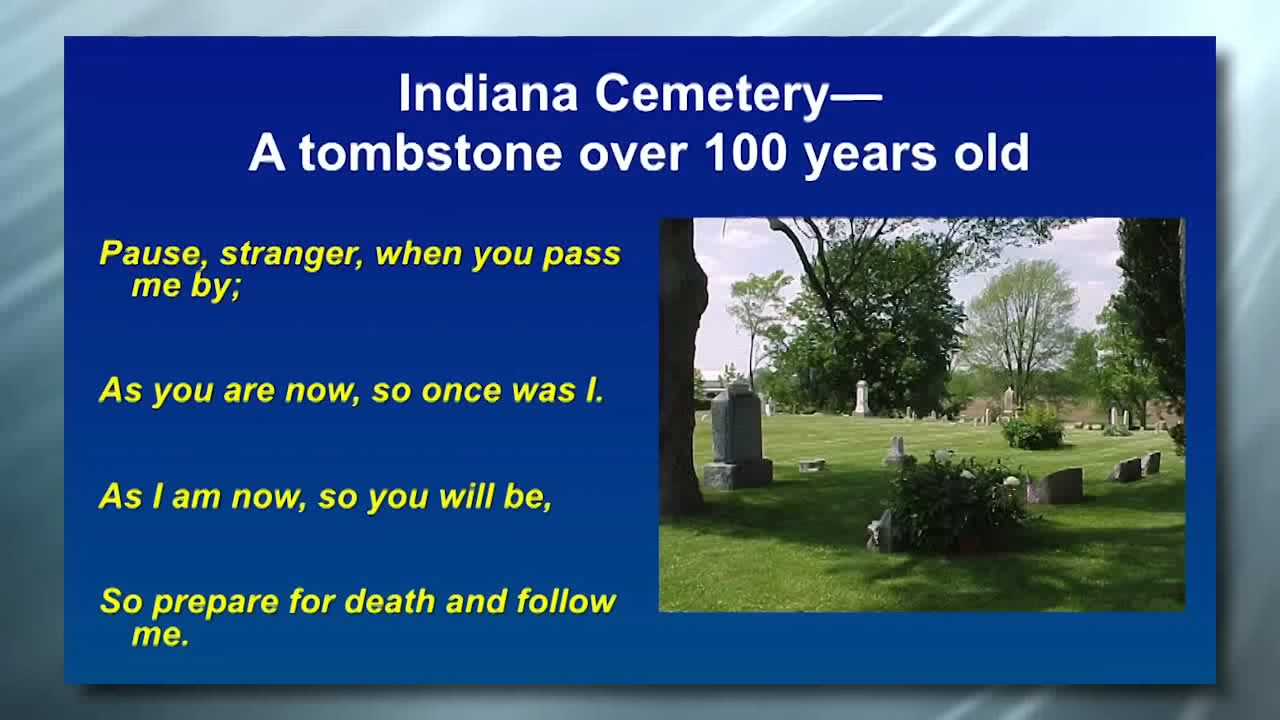 Indiana Cemetery—
A tombstone over 100 years old
Pause, stranger, when you pass
me by;
As you are now, so once was I.
As I am now, so you will be,
So prepare for death and follow
me.